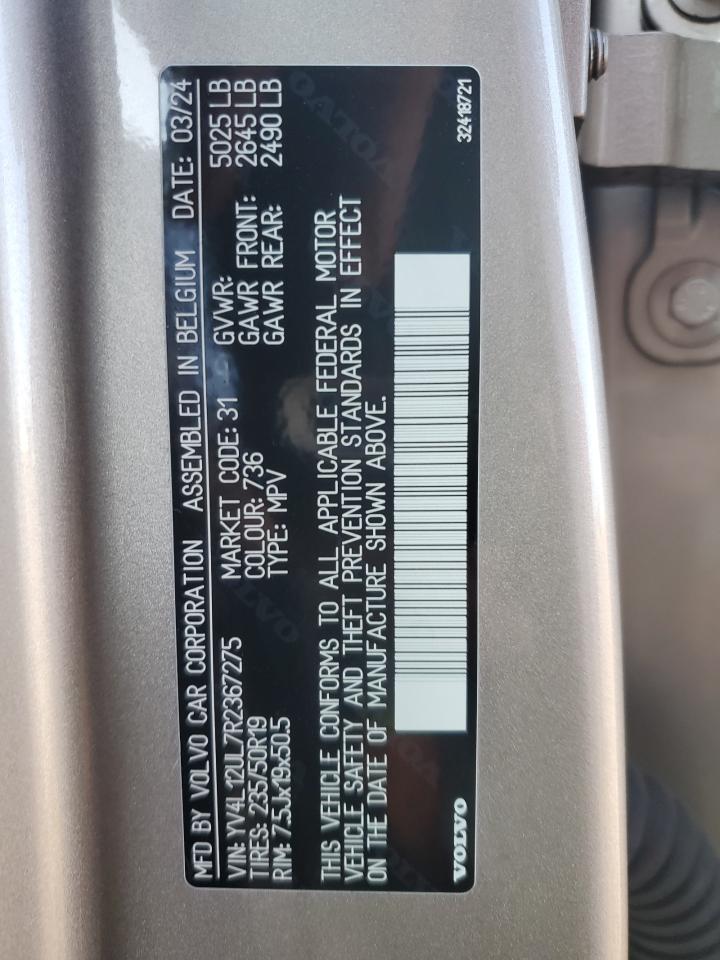 MFD BY VOLVO CAR CORPORATION ASSEMBLED IN BELGIUM DATE: 03/24
VIN: YV4L12UL7R2367275 MARKET CODE: 31 GVWR: 5025 LB
TIRES: 235/50R19 COLOUR: 736 GAWR FRONT: 2645 LB
RIM: 7.5Jx19x50.5 TYPE: MPV GAWR REAR: 2490 LB
THIS VEHICLE CONFORMS TO ALL APPLICABLE FEDERAL MOTOR
VEHICLE SAFETY AND THEFT PREVENTION STANDARDS IN EFFECT
ON THE DATE OF MANUFACTURE SHOWN ABOVE.
VOLVO 32418721